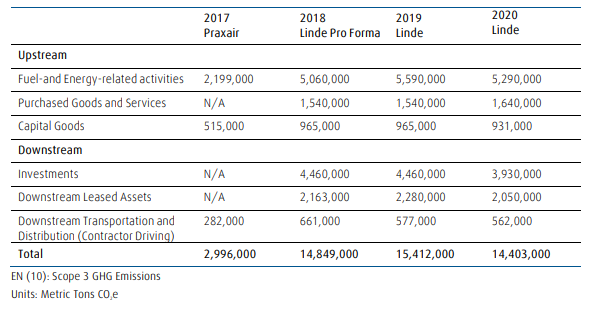 2017 2018 2019 2020
Praxair Linde Pro Forma Linde Linde
Upstream
Fuel-and Energy-related activities 2,199,000 5,060,000 5,590,000 5,290,000
Purchased Goods and Services N/A 1,540,000 1,540,000 1,640,000
Capital Goods 515,000 965,000 965,000 931,000
Downstream
Investments N/A 4,460,000 4,460,000 3,930,000
Downstream Leased Assets N/A 2,163,000 2,280,000 2,050,000
Downstream Transportation and 282,000 661,000 577,000 562,000
Distribution (Contractor Driving)
Total 2,996,000 14,849,000 15,412,000 14,403,000
EN (10): Scope 3 GHG Emissions
Units: Metric Tons CO,e